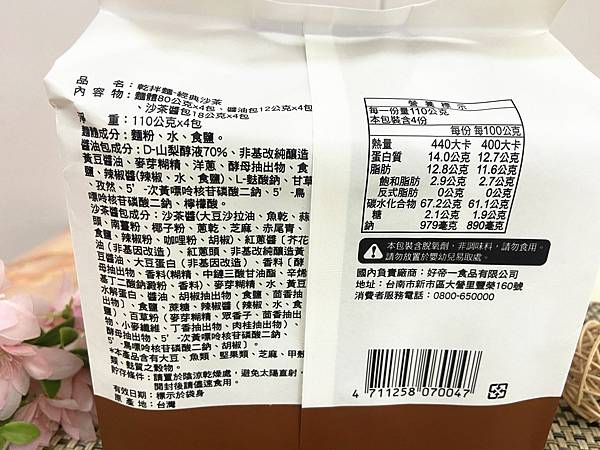 品名：乾拌麵-經典沙茶
內容物：麵體80公克x4包、醬油包12公克x4包
、沙茶醬包18公克x4包
淨重：110公克x4包
麵體成分：麵粉、水、食鹽。
醬油包成分：D-山梨醇液70%、非基改純釀造
黃豆醬油、麥芽糊精、洋蔥、酵母抽出物、食
鹽、辣椒醬(辣椒、水、食鹽)、L-麩酸鈉、甘草
、孜然、5'-次黃嘌呤核苷磷酸二鈉、5'-鳥
嘌呤核苷磷酸二鈉、檸檬酸。
沙茶醬包成分：沙茶醬(大豆沙拉油、魚乾、蒜
頭、南薑粉、椰子粉、蔥乾、芝麻、赤尾青、
食鹽、辣椒粉、咖哩粉、胡椒)、紅蔥醬〔芥花
油(非基改)、紅蔥頭、非基改純釀造
黃豆醬油、大豆蛋白(非基因改造)、香料〔酵
母抽出物、香料(糊精、中鏈三酸甘油酯、辛烯
基丁二酸鈉澱粉、香料)、麥芽糊精、水、黃豆
水解蛋白、醬油、胡椒抽出物、食鹽、茴香抽
出物〕、食鹽、蔗糖、辣椒醬(辣椒、水、食
鹽)、百草粉(麥芽糊精、眾香子、茴香抽出
物、小麥纖維、丁香抽出物、肉桂抽出物)、
酵母抽出物、5'-次黃嘌呤核苷磷酸二鈉、
5'-鳥嘌呤核苷磷酸二鈉、胡椒〕。
*本產品含有大豆、魚類、堅果類、芝麻、甲殼
類、麩質之穀物。
貯存條件：請置於陰涼乾燥處，避免太陽直射，
開封後請儘速食用。
有效日期：標示於袋身
原產地：台灣
營養標示
每一份量110公克
本包裝含4份
每份 每100公克
熱量 440大卡 400大卡
蛋白質 14.0公克 12.7公克
脂肪 12.8公克 11.6公克
飽和脂肪 2.9公克 2.7公克
反式脂肪 0公克 0公克
碳水化合物 67.2公克 61.1公克
糖 2.1公克 1.9公克
鈉 979毫克 890毫克
本包裝含脫氧劑，非調味料，請勿食用。
請勿放置於嬰幼兒易取處。
國內負責廠商：好帝一食品有限公司
地址：台南市新市區大營里豐榮160號
消費者服務電話：0800-650000
4 711258 070047